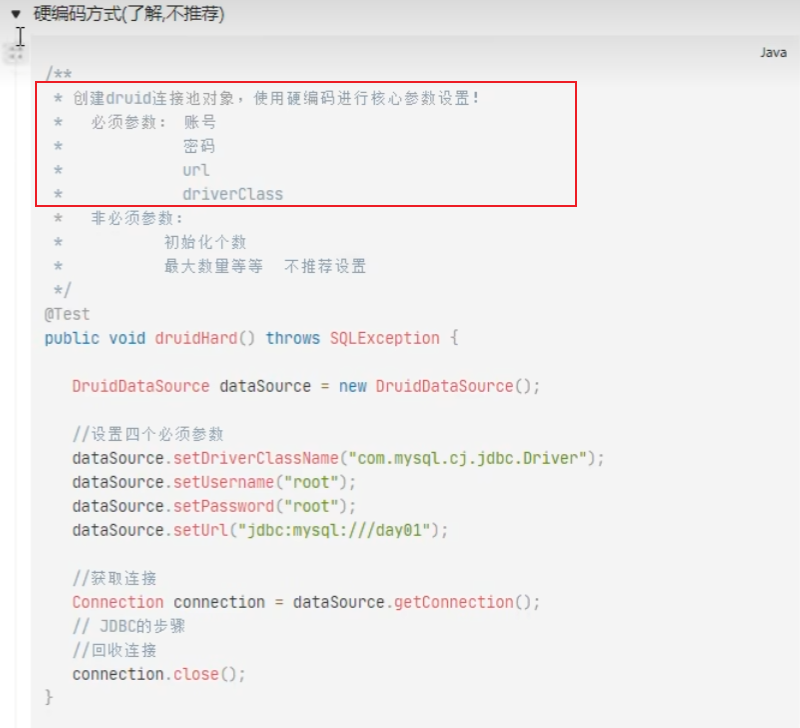 ▼ 硬编码方式(了解,不推荐)
Java
/**
* 创建druid连接池对象，使用硬编码进行核心参数设置！
* 必须参数： 账号
* 密码
* url
* driverClass
* 非必须参数：
* 初始化个数
* 最大数量等等 不推荐设置
*/
@Test
public void druidHard() throws SQLException {
DruidDataSource dataSource = new DruidDataSource();
//设置四个必须参数
dataSource.setDriverClassName("com.mysql.cj.jdbc.Driver");
dataSource.setUsername("root");
dataSource.setPassword("root");
dataSource.setUrl("jdbc:mysql:///day01");
//获取连接
Connection connection = dataSource.getConnection();
// JDBC的步骤
//回收连接
connection.close();
}